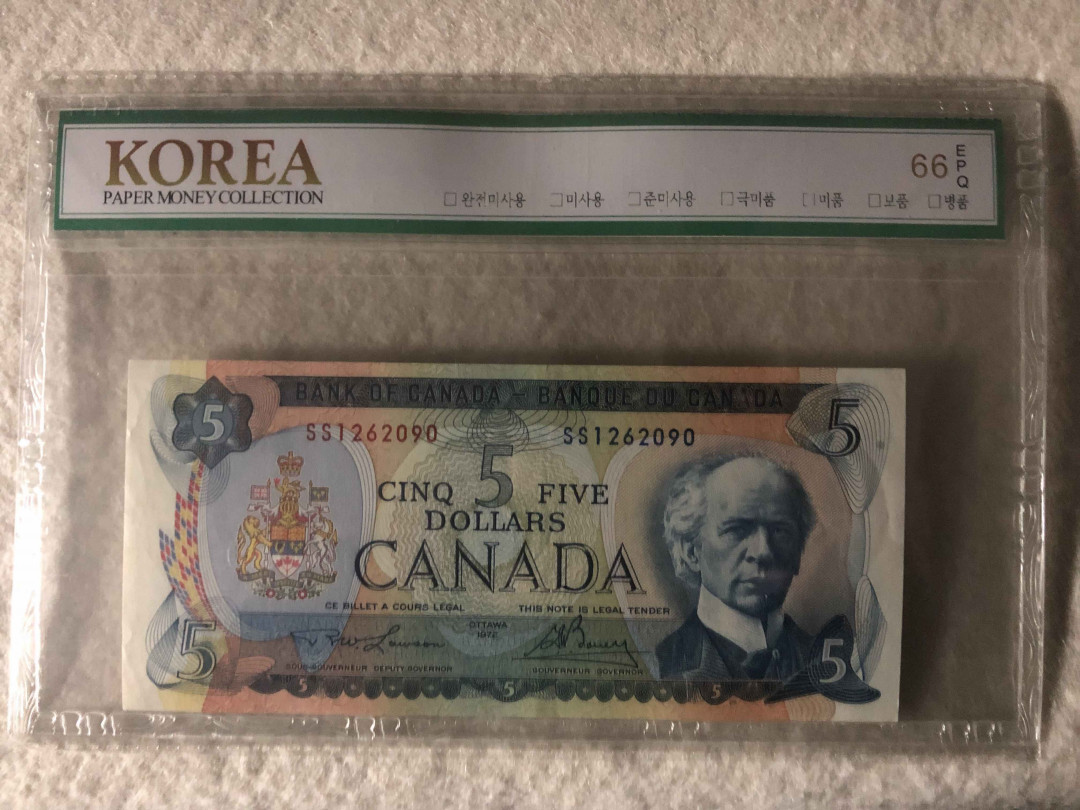 KOREA
PAPER MONEY COLLECTION
66 EPQ
완전미사용 미사용 준미사용 극미품 미품 보품 병품
BANK OF CANADA – BANQUE DU CANADA
5 5
SS1262090 SS1262090
5
CINQ FIVE
DOLLARS
CANADA
CE BILLET A COURS LEGAL THIS NOTE IS LEGAL TENDER
OTTAWA
1972
5 5
SOUS-GOUVERNEUR DEPUTY-GOVERNOR GOUVERNEUR GOVERNOR
5 5 5